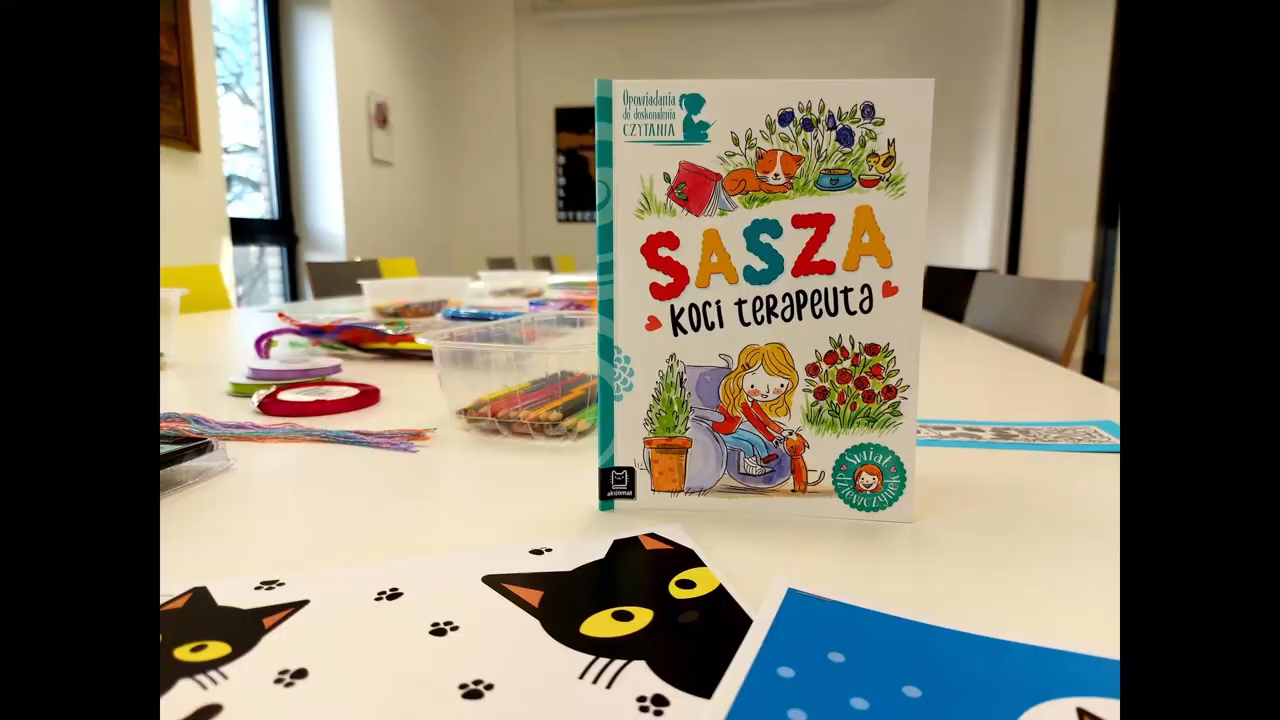 Opowiadania
do doskonalenia
CZYTANIA
SASZA
KOCI TERAPEUTA
aksjomat
Świat
dziewczynek